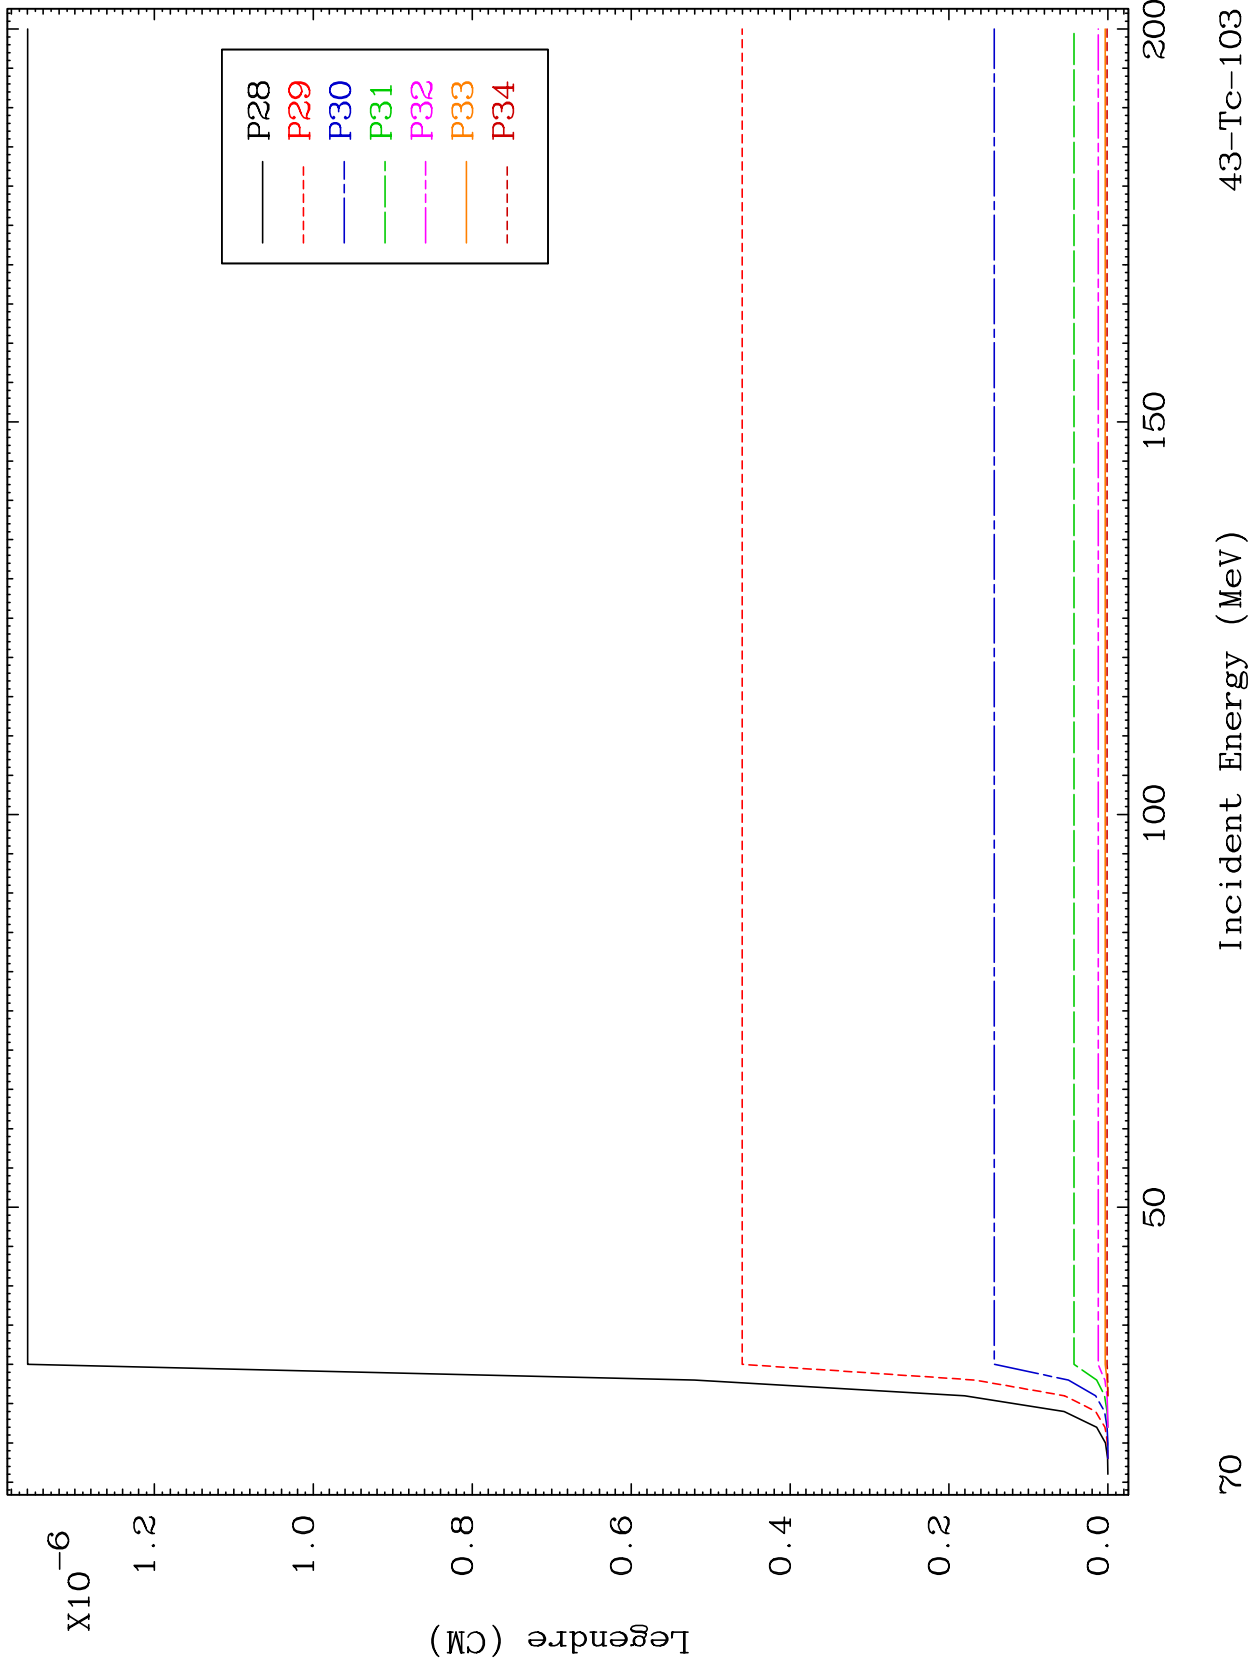 X10⁻⁶
1.2
1.0
0.8
0.6
0.4
0.2
0.0
Legendre (CM)
P28
P29
P30
P31
P32
P33
P34
50
100
150
200
70
Incident Energy (MeV)
43-Tc-103